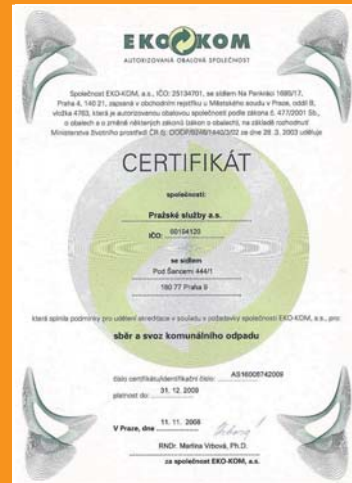 EKO KOM
AUTORIZOVANÁ OBALOVÁ SPOLEČNOST
Společnost EKO-KOM, a.s., IČO: 25134701, se sídlem Na Pankráci 1685/17,
Praha 4, 140 21, zapsaná v obchodním rejstříku u Městského soudu v Praze, oddíl B,
vložka 4763, která je autorizovanou obalovou společností podle zákona č. 477/2001 Sb.,
o obalech a o změně některých zákonů (zákon o obalech), na základě rozhodnutí
Ministerstva životního prostředí ČR ze dne 28. 3. 2003 uděluje
CERTIFIKÁT
společnosti:
Pražské služby a.s.
IČO: 60194120
se sídlem
Pod Šancemi 444/1
180 77 Praha 9
která splnila podmínky pro udělení akreditace v souladu s požadavky společnosti EKO-KOM, a.s., pro:
sběr a svoz komunálního odpadu
číslo certifikátu/identifikační číslo: AS16008742008
platnost do: 31. 12. 2008
V Praze, dne 11. 11. 2008
RNDr. Martina Vrbová, Ph.D.
za společnost EKO-KOM, a.s.